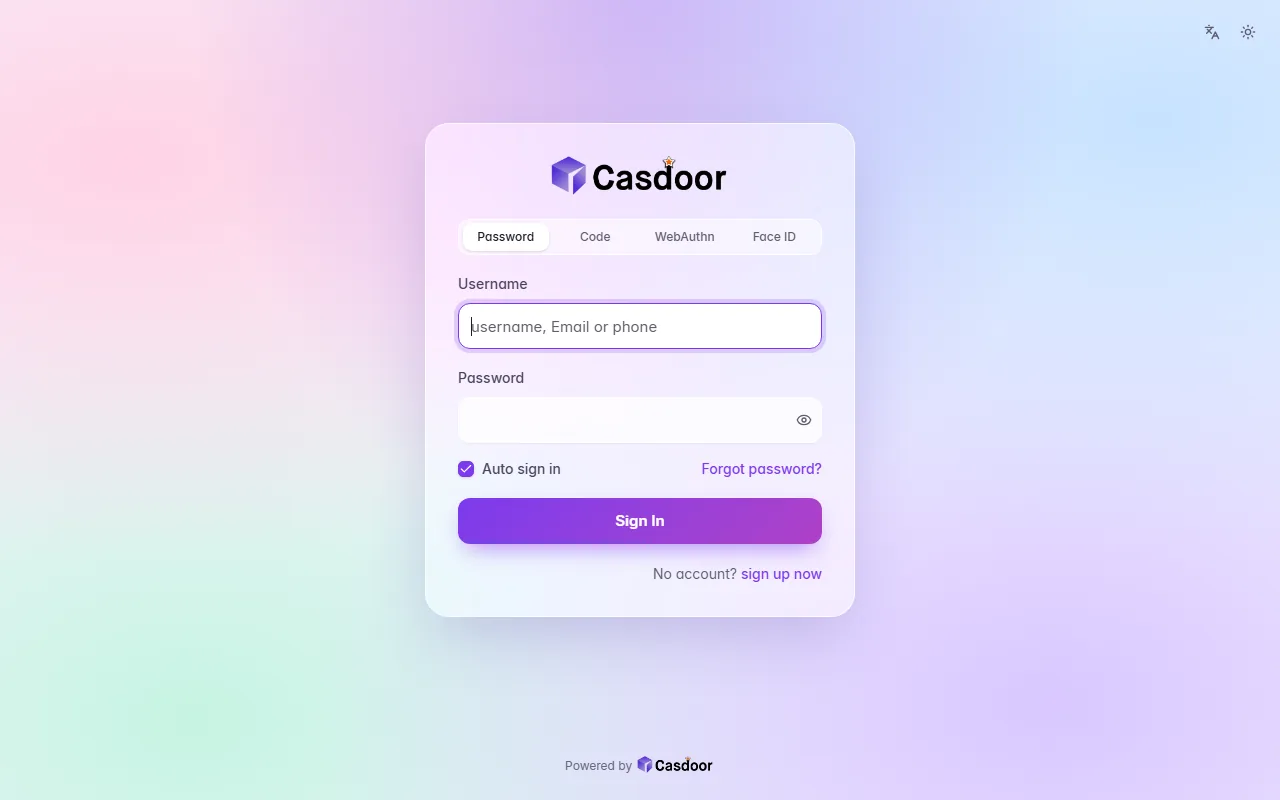 Casdoor
Password Code WebAuthn Face ID
Username
username, Email or phone
Password
Auto sign in Forgot password?
Sign In
No account? sign up now
Powered by Casdoor